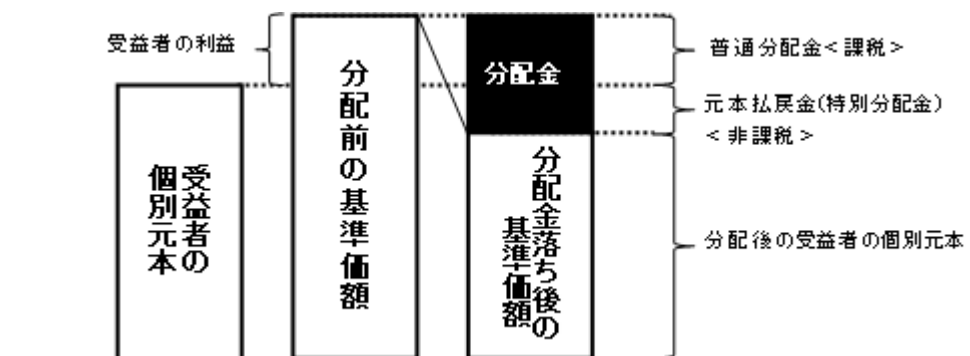 受益者の利益
受益者の
個別元本
分配前の基準価額
分配金
分配金落ち後の
基準価額
普通分配金<課税>
元本払戻金(特別分配金)
<非課税>
分配後の受益者の個別元本